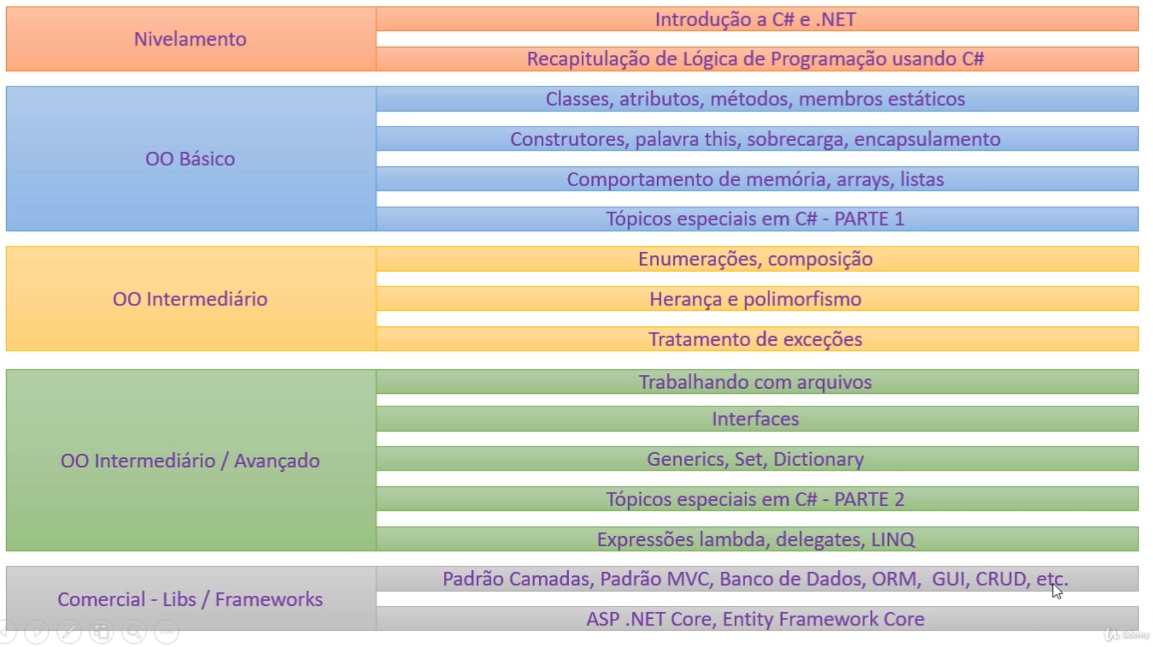 Nivelamento
Introdução a C# e .NET
Recapitulação de Lógica de Programação usando C#
OO Básico
Classes, atributos, métodos, membros estáticos
Construtores, palavra this, sobrecarga, encapsulamento
Comportamento de memória, arrays, listas
Tópicos especiais em C# - PARTE 1
OO Intermediário
Enumerações, composição
Herança e polimorfismo
Tratamento de exceções
OO Intermediário / Avançado
Trabalhando com arquivos
Interfaces
Generics, Set, Dictionary
Tópicos especiais em C# - PARTE 2
Expressões lambda, delegates, LINQ
Comercial - Libs / Frameworks
Padrão Camadas, Padrão MVC, Banco de Dados, ORM,  GUI, CRUD, etc.
ASP .NET Core, Entity Framework Core
Udemy